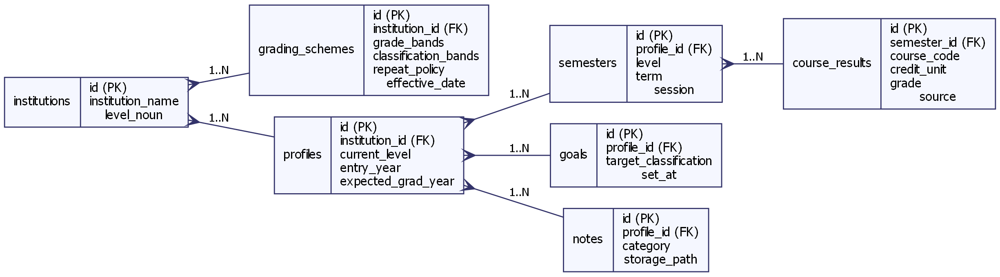 institutions
id (PK)
institution_name
level_noun
1..N
1..N
grading_schemes
id (PK)
institution_id (FK)
grade_bands
classification_bands
repeat_policy
effective_date
profiles
id (PK)
institution_id (FK)
current_level
entry_year
expected_grad_year
1..N
1..N
1..N
semesters
id (PK)
profile_id (FK)
level
term
session
goals
id (PK)
profile_id (FK)
target_classification
set_at
notes
id (PK)
profile_id (FK)
category
storage_path
1..N
course_results
id (PK)
semester_id (FK)
course_code
credit_unit
grade
source